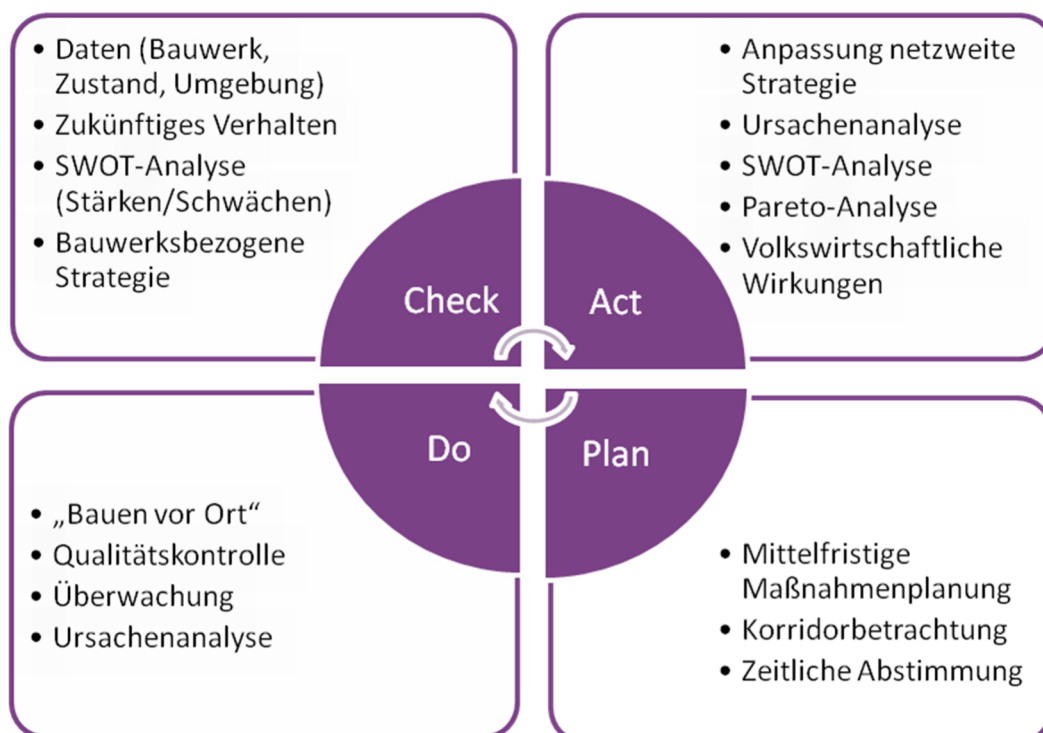 • Daten (Bauwerk,
Zustand, Umgebung)
• Zukünftiges Verhalten
• SWOT-Analyse
(Stärken/Schwächen)
• Bauwerksbezogene
Strategie
• Anpassung netzweite
Strategie
• Ursachenanalyse
• SWOT-Analyse
• Pareto-Analyse
• Volkswirtschaftliche
Wirkungen
Check
Act
Do
Plan
• „Bauen vor Ort“
• Qualitätskontrolle
• Überwachung
• Ursachenanalyse
• Mittelfristige
Maßnahmenplanung
• Korridorbetrachtung
• Zeitliche Abstimmung